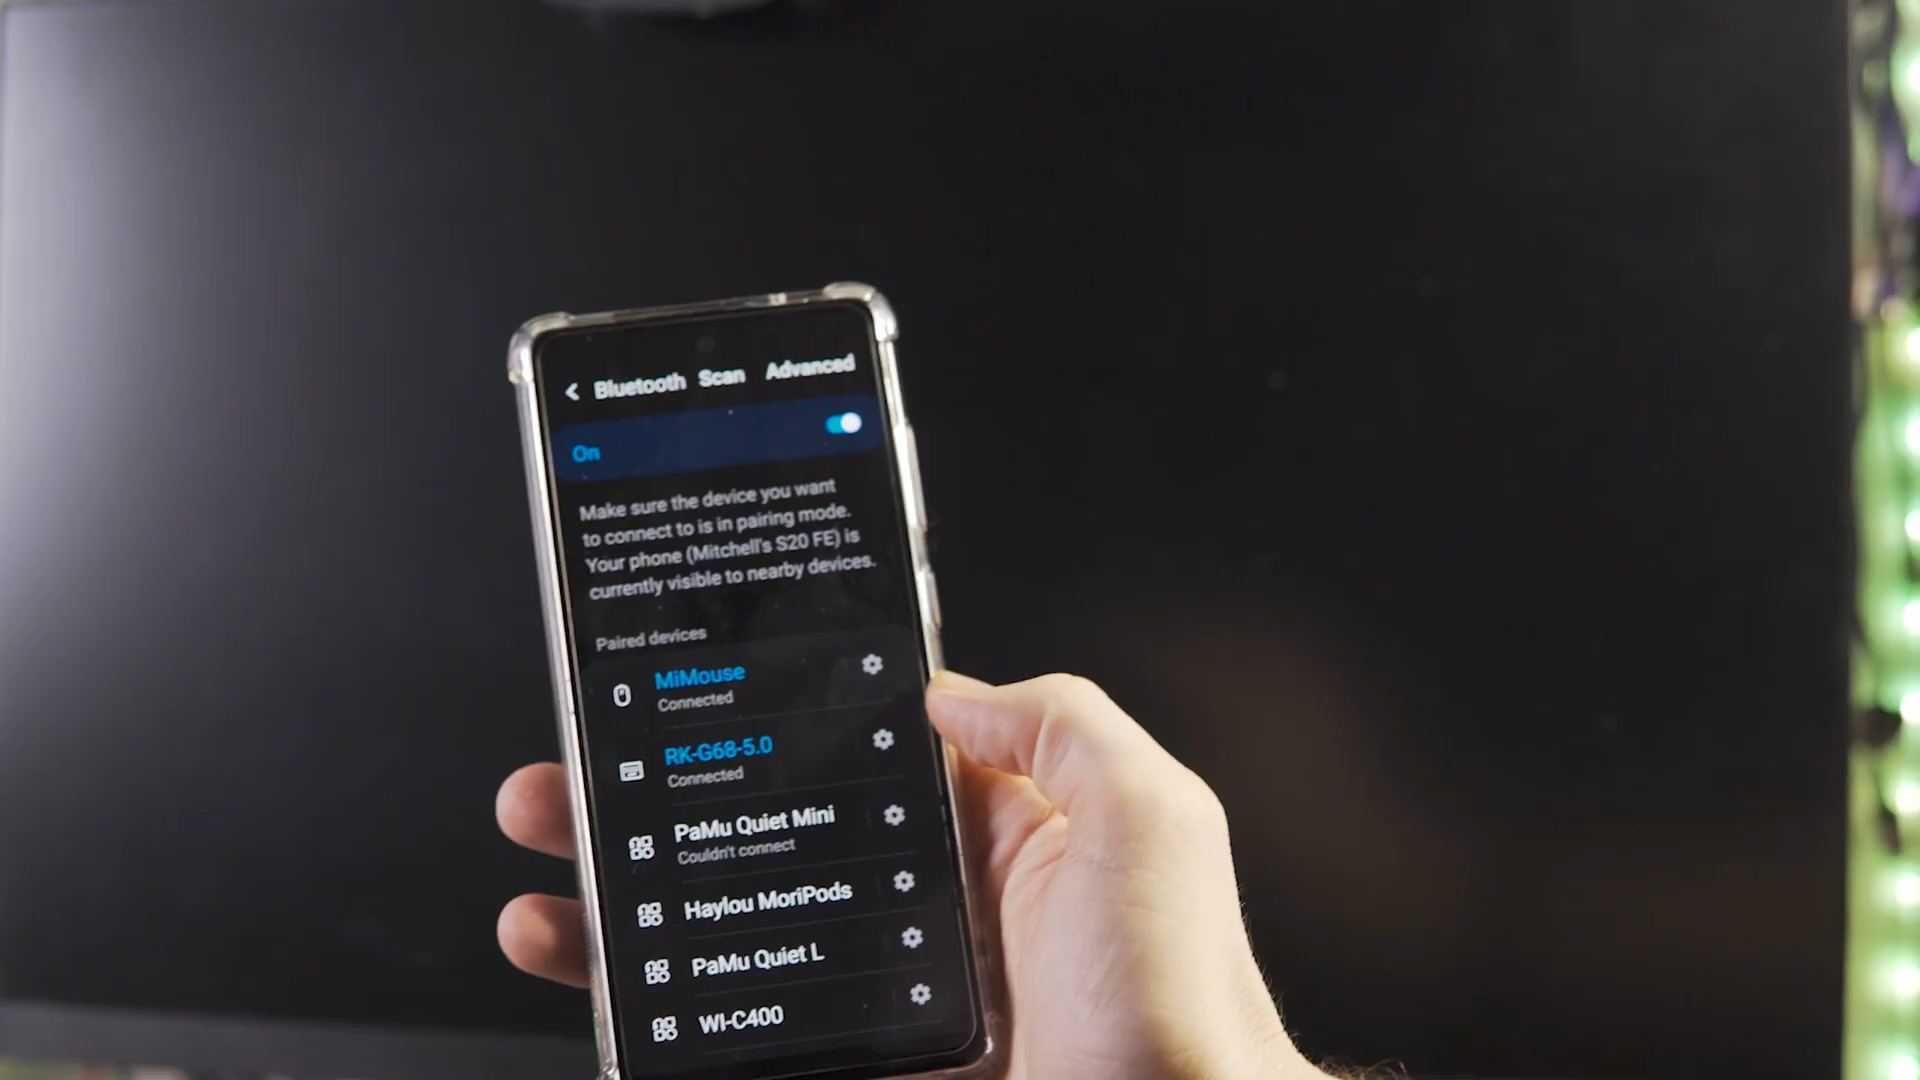 Bluetooth Scan Advanced
On
Make sure the device you want
to connect to is in pairing mode.
Your phone (Mitchell's S20 FE) is
currently visible to nearby devices.
Paired devices
MiMouse
Connected
RK-G68-5.0
Connected
PaMu Quiet Mini
Couldn't connect
Haylou MoriPods
PaMu Quiet L
WI-C400